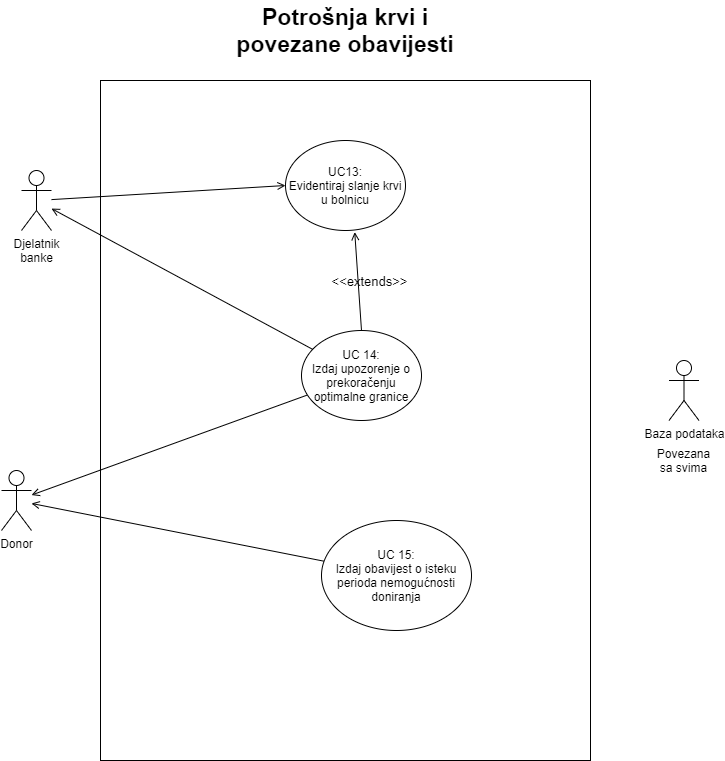 Potrošnja krvi i
povezane obavijesti
UC13:
Evidentiraj slanje krvi
u bolnicu
Djelatnik
banke
<<extends>>
UC 14:
Izdaj upozorenje o
prekoračenju
optimalne granice
Baza podataka
Povezana
sa svima
Donor
UC 15:
Izdaj obavijest o isteku
perioda nemogućnosti
doniranja